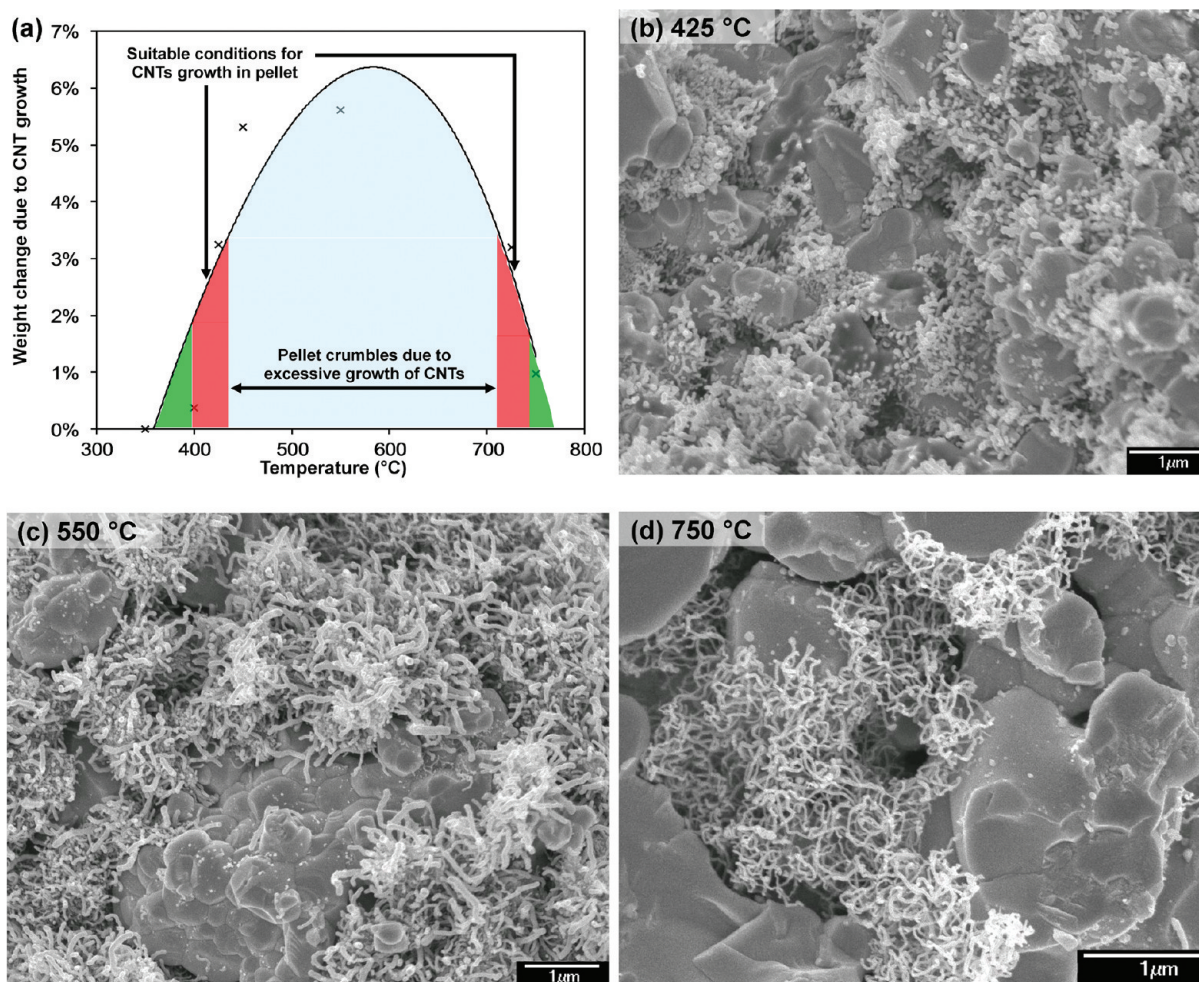 (a)
7%
6%
5%
4%
3%
2%
1%
0%
Weight change due to CNT growth
Suitable conditions for
CNTs growth in pellet
Pellet crumbles due to
excessive growth of CNTs
300 400 500 600 700 800
Temperature (°C)
(b) 425 °C
1μm
(c) 550 °C
1μm
(d) 750 °C
1μm